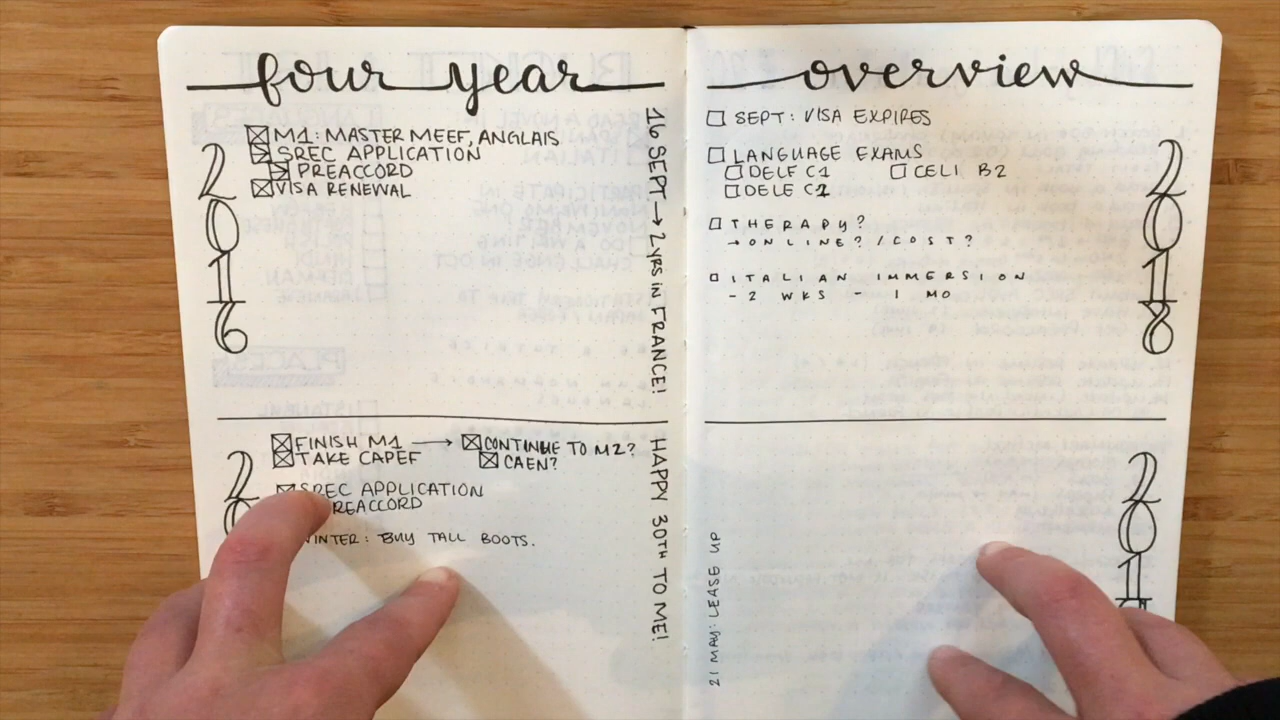 four year overview
2016
M1: MASTER MEEF, ANGLAIS
SREC APPLICATION
PREACCORD
VISA RENEWAL
16 SEPT. → 2 YRS IN FRANCE!
FINISH M1 → CONTINUE TO M2?
TAKE CAPEF CAEN?
SREC APPLICATION
REACCORD
INTER: BUY TALL BOOTS.
HAPPY 30TH TO ME!
SEPT: VISA EXPIRES
LANGUAGE EXAMS
DELF C1 CELI B2
DELE C1
THERAPY?
→ ONLINE? / COST?
ITALIAN IMMERSION
- 2 WKS - 1 MO
2018
21 MAY: LEASE UP
201